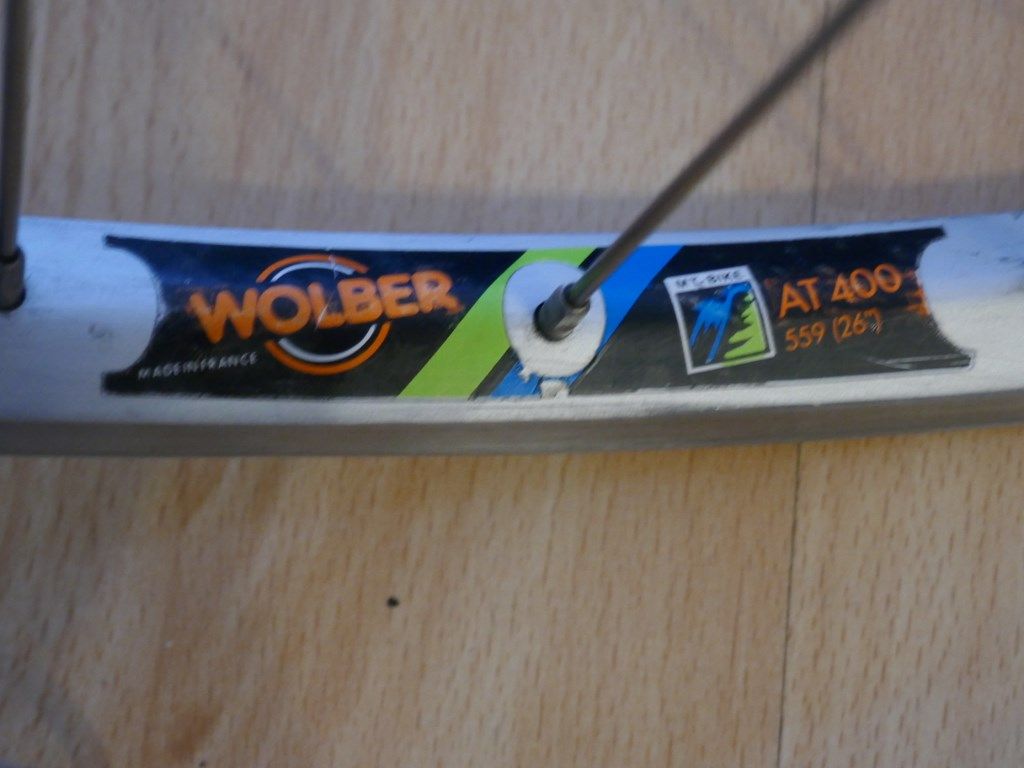 WOLBER
MADE IN FRANCE
MT-BIKE
AT 400
559 (26")